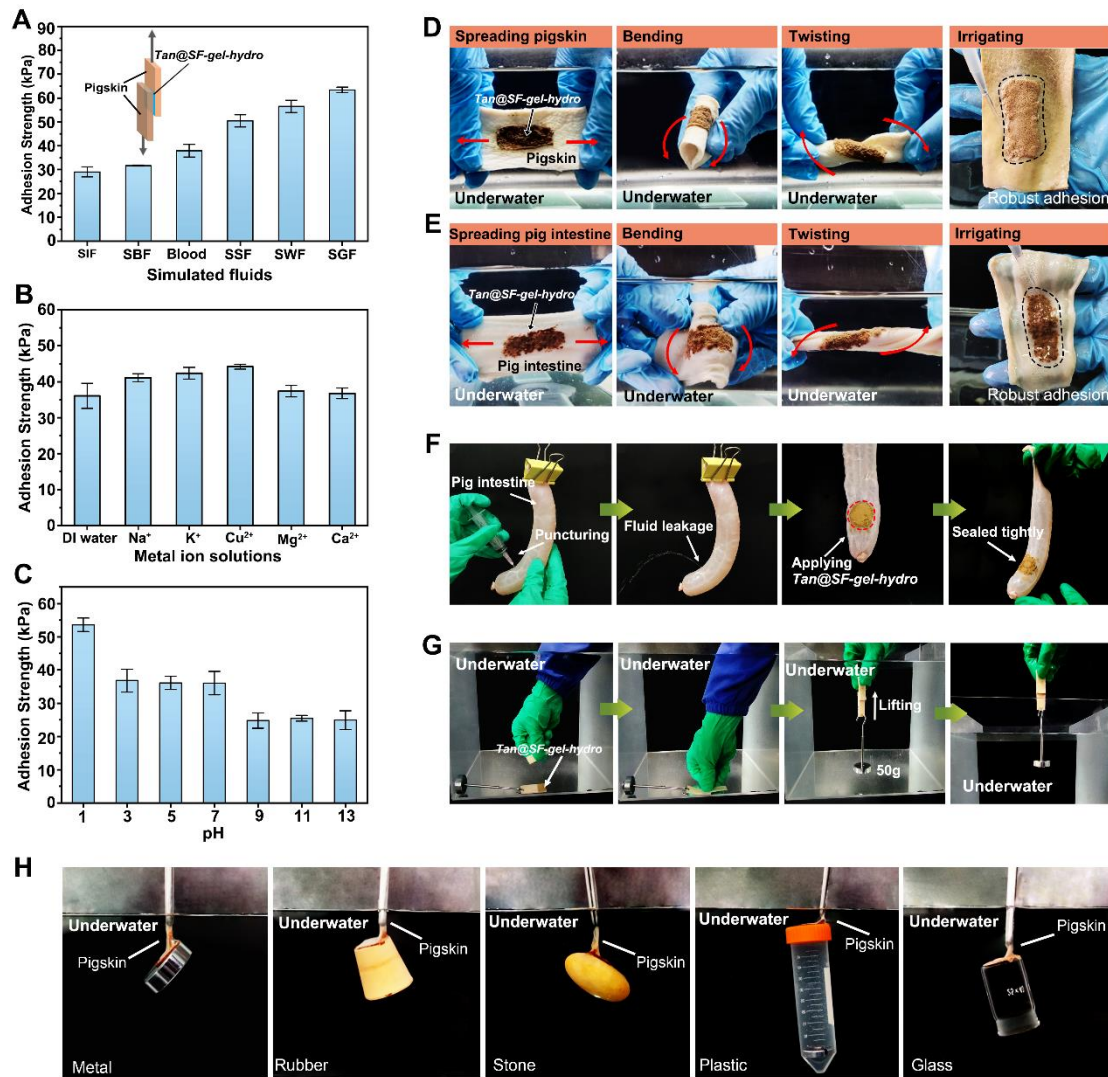 A
Adhesion Strength (kPa)
90
80
70
60
50
40
30
20
10
0
Pigskin
Tan@SF-gel-hydro
SIF SBF Blood SSF SWF SGF
Simulated fluids
B
Adhesion Strength (kPa)
60
50
40
30
20
10
0
DI water Na⁺ K⁺ Cu²⁺ Mg²⁺ Ca²⁺
Metal ion solutions
C
Adhesion Strength (kPa)
60
50
40
30
20
10
0
1 3 5 7 9 11 13
pH
D
Spreading pigskin Bending Twisting Irrigating
Tan@SF-gel-hydro
Pigskin
Underwater Underwater Underwater Robust adhesion
E
Spreading pig intestine Bending Twisting Irrigating
Tan@SF-gel-hydro
Pig intestine
Underwater Underwater Underwater Robust adhesion
F
Pig intestine
Puncturing
Fluid leakage
Applying
Tan@SF-gel-hydro
Sealed tightly
G
Underwater Underwater Underwater
Tan@SF-gel-hydro
Lifting
50g
Underwater
H
Underwater Underwater Underwater Underwater Underwater
Pigskin Pigskin Pigskin Pigskin Pigskin
Metal Rubber Stone Plastic Glass